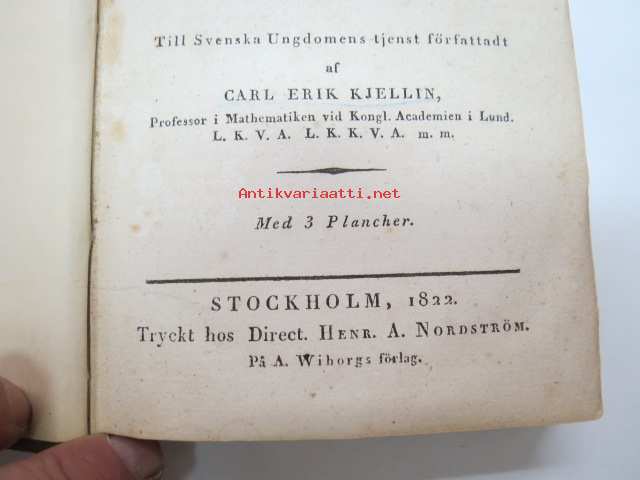 Till Svenska Ungdomens tjenst författadt
af
CARL ERIK KJELLIN,
Professor i Mathematiken vid Kongl. Academien i Lund.
L. K. V. A. L. K. K. V. A. m. m.
Antikvariaatti.net
Med 3 Plancher.
STOCKHOLM, 1822.
Tryckt hos Direct. HENR. A. NORDSTRÖM.
På A. Wiborgs förlag.